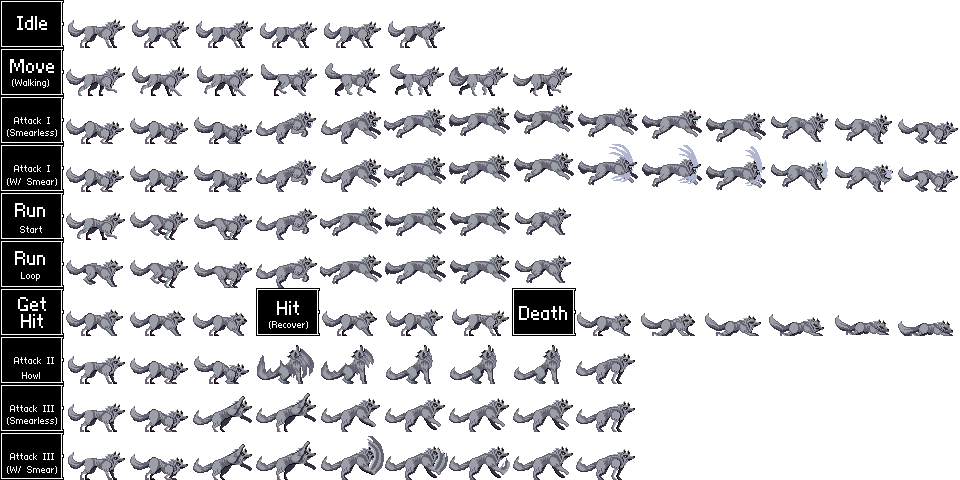 Idle
Move
(Walking)
Attack I
(Smearless)
Attack I
(W/ Smear)
Run
Start
Run
Loop
Get
Hit
Hit
(Recover)
Death
Attack II
Howl
Attack III
(Smearless)
Attack III
(W/ Smear)